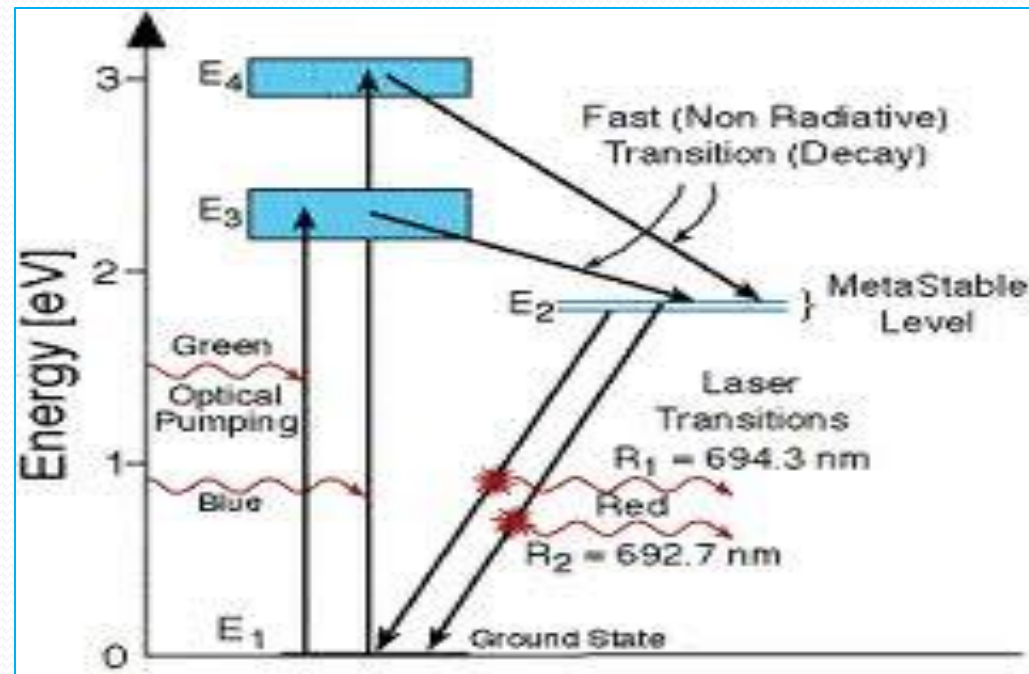 3
E4
Fast (Non Radiative)
Transition (Decay)
E3
2
E2
} MetaStable
Level
Energy [eV]
Green
Optical
Pumping
Laser
Transitions
R1 = 694.3 nm
1
Blue
Red
R2 = 692.7 nm
E1
Ground State
0